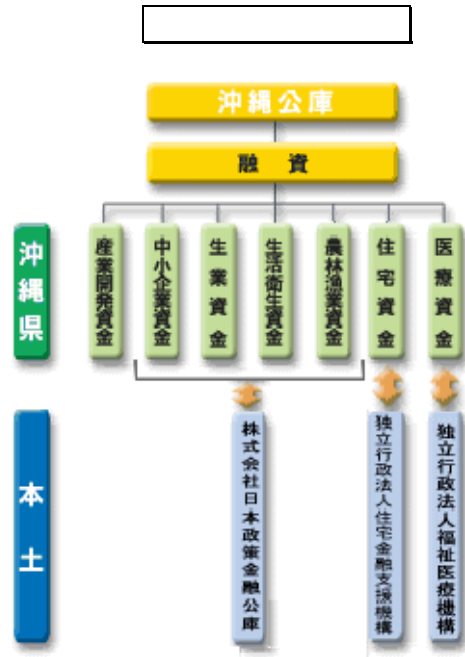 沖縄公庫
融資
沖縄県
産業開発資金
中小企業資金
生業資金
生活衛生資金
農林漁業資金
住宅資金
医療資金
本土
株式会社日本政策金融公庫
独立行政法人住宅金融支援機構
独立行政法人福祉医療機構